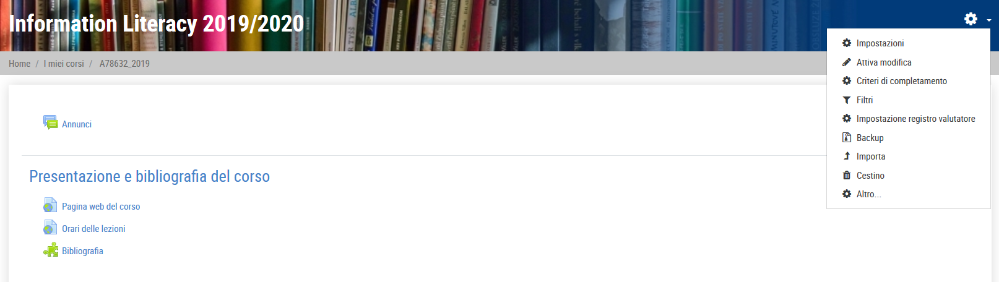 Information Literacy 2019/2020
Home / I miei corsi / A78632_2019
Impostazioni
Attiva modifica
Criteri di completamento
Filtri
Impostazione registro valutatore
Backup
Importa
Cestino
Altro...
Annunci
Presentazione e bibliografia del corso
Pagina web del corso
Orari delle lezioni
Bibliografia